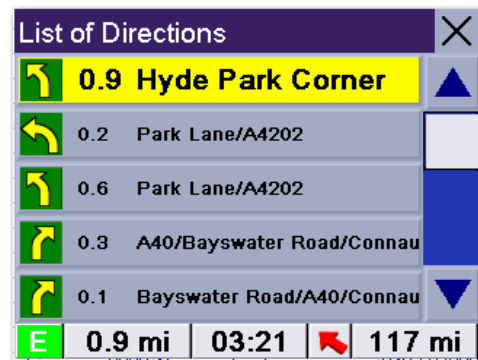 List of Directions
0.9 Hyde Park Corner
0.2 Park Lane/A4202
0.6 Park Lane/A4202
0.3 A40/Bayswater Road/Connau
0.1 Bayswater Road/A40/Connau
E 0.9 mi 03:21 117 mi